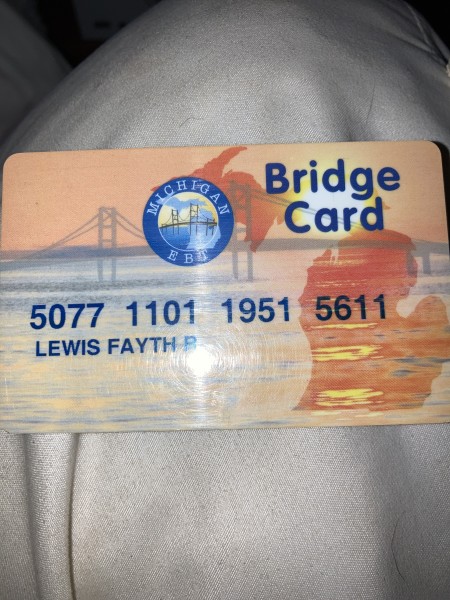 Bridge
Card
MICHIGAN
EBT
5077 1101 1951 5611
LEWIS FAYTH